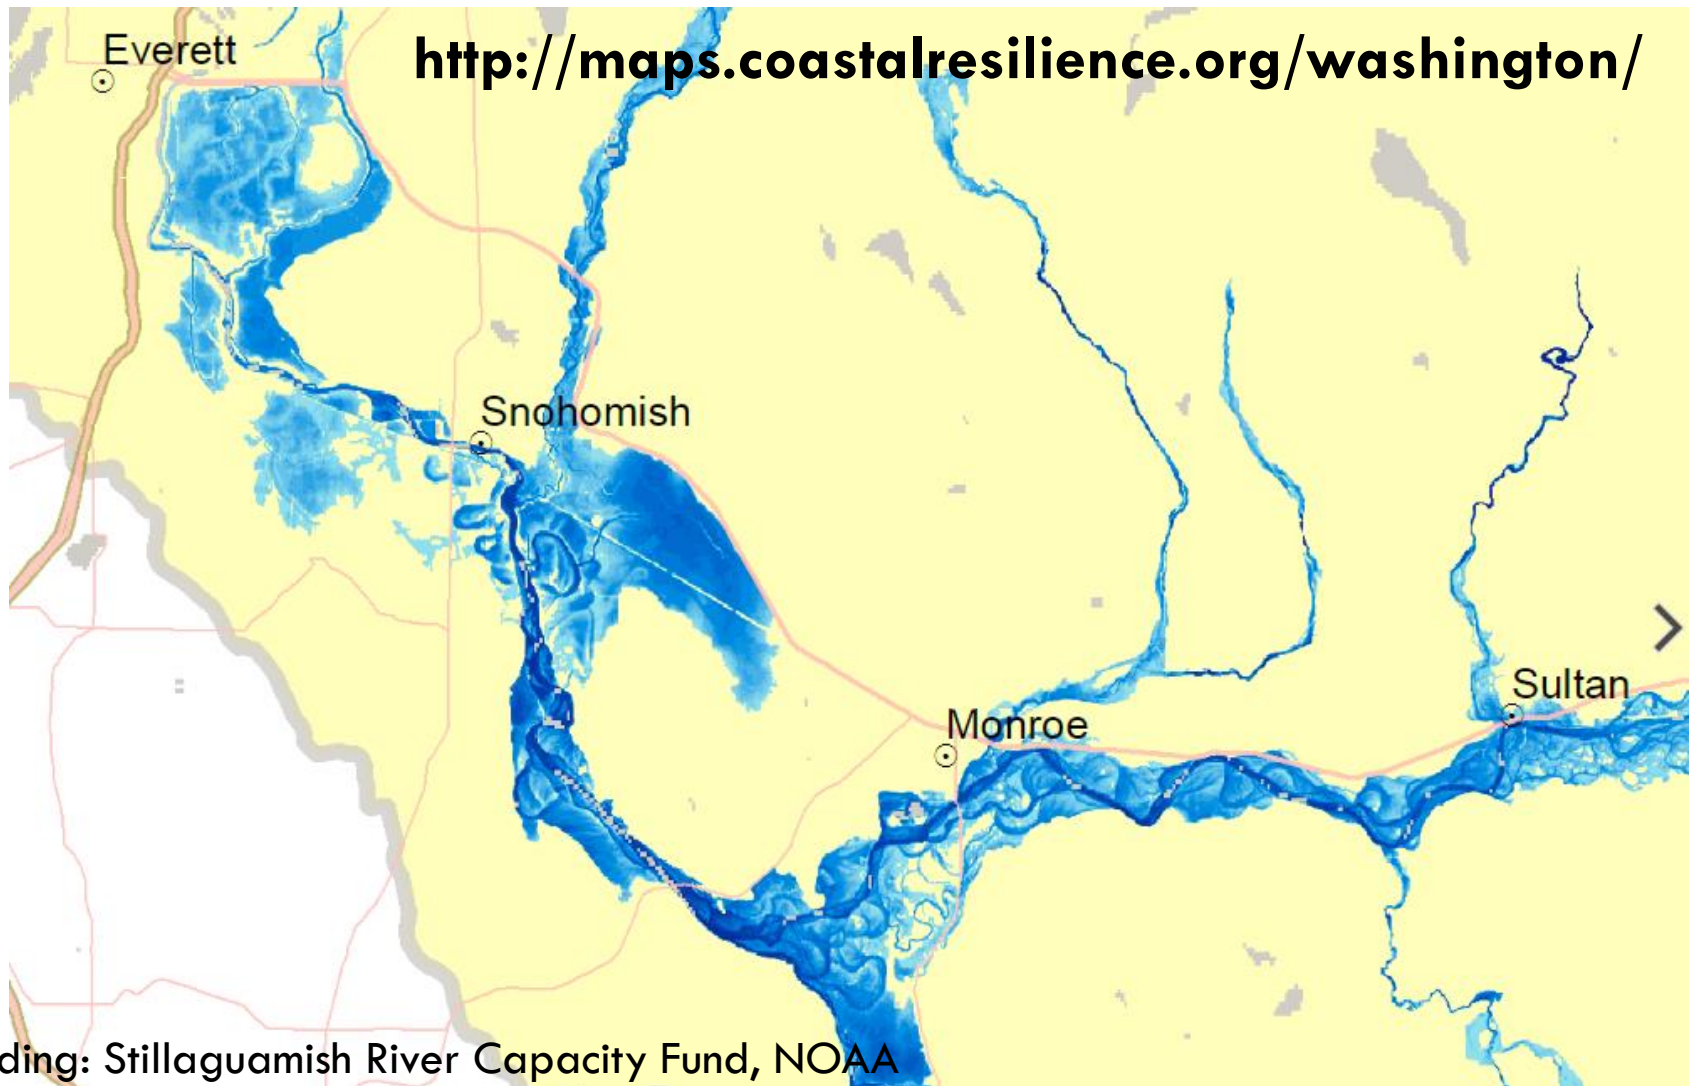 Everett
http://maps.coastalresilience.org/washington/
Snohomish
Sultan
Monroe
ding: Stillaguamish River Capacity Fund, NOAA